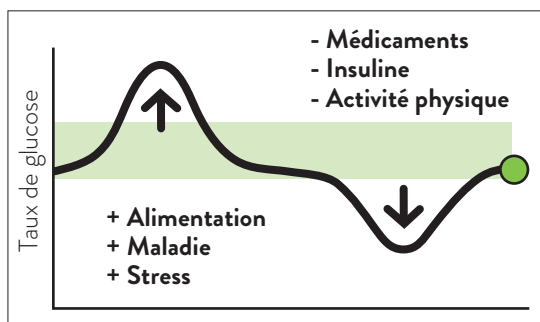 Taux de glucose
- Médicaments
- Insuline
- Activité physique
+ Alimentation
+ Maladie
+ Stress